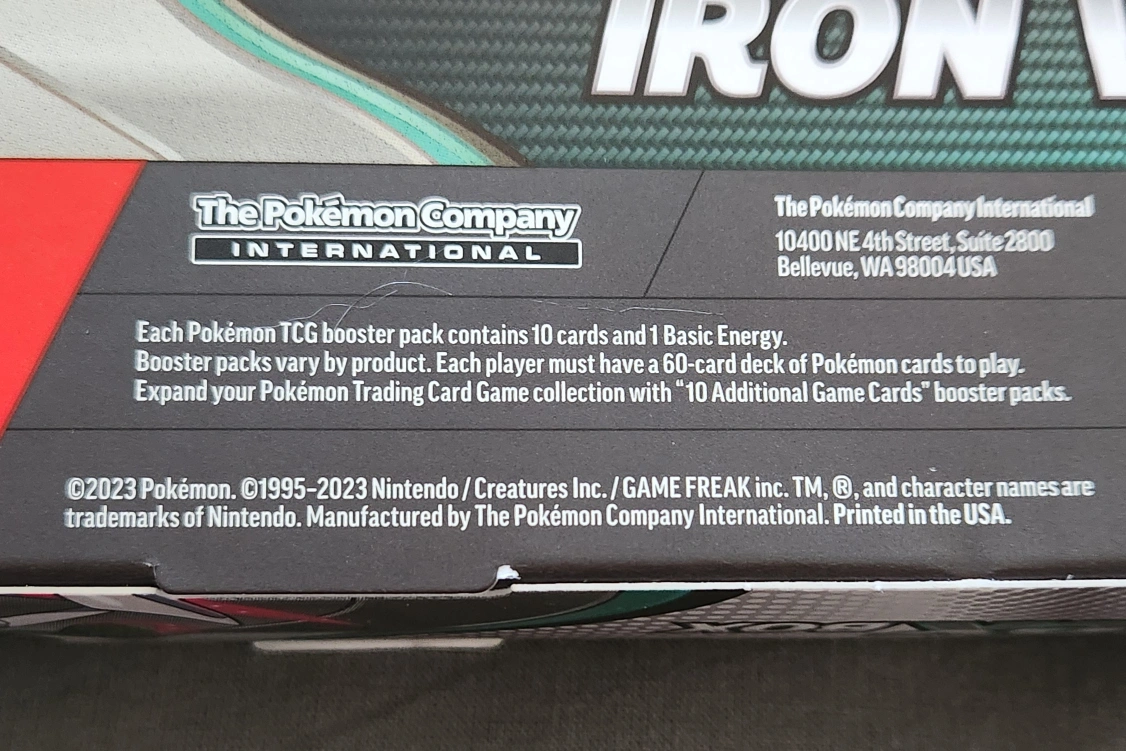 IRON
The Pokémon Company
INTERNATIONAL
The Pokémon Company International
10400 NE 4th Street, Suite 2800
Bellevue, WA 98004 USA
Each Pokémon TCG booster pack contains 10 cards and 1 Basic Energy.
Booster packs vary by product. Each player must have a 60-card deck of Pokémon cards to play.
Expand your Pokémon Trading Card Game collection with “10 Additional Game Cards” booster packs.
©2023 Pokémon. ©1995–2023 Nintendo / Creatures Inc. / GAME FREAK inc. TM, ®, and character names are
trademarks of Nintendo. Manufactured by The Pokémon Company International. Printed in the USA.